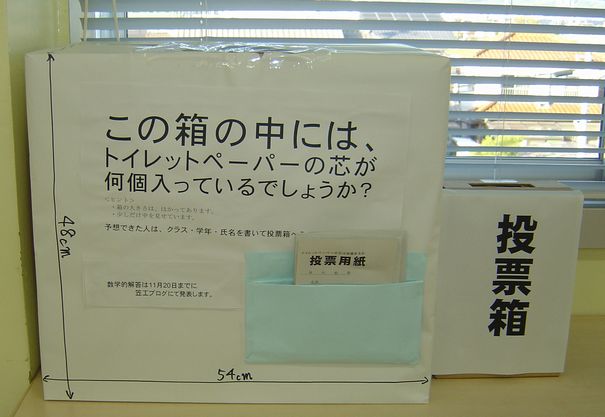 この箱の中には、
トイレットペーパーの芯が
何個入っているでしょうか?
<ヒント>
・箱の大きさは、はかってあります。
・少しだけ中を見せています。
予想できた人は、クラス・学年・氏名を書いて投票箱へ
数学的解答は11月20日までに
笠工ブログにて発表します。
投票用紙
48cm
54cm
投票箱